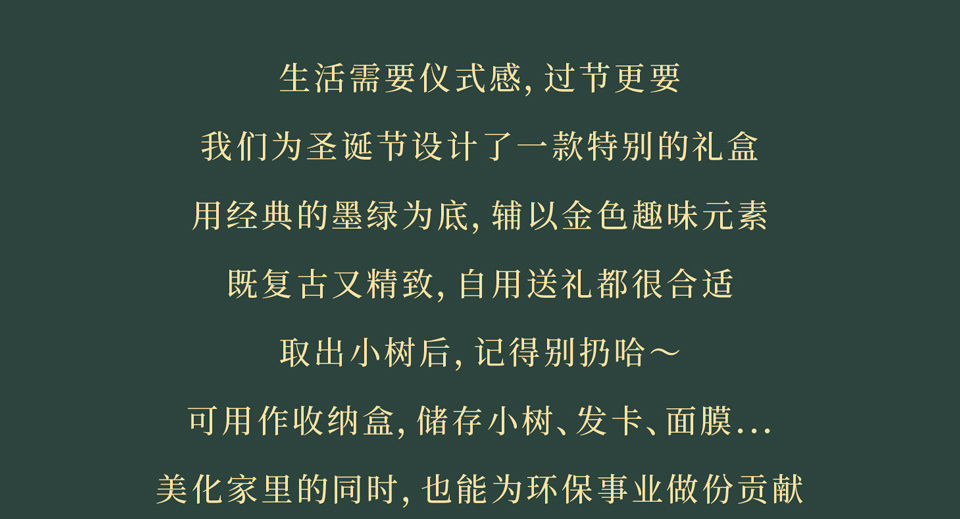 生活需要仪式感，过节更要
我们为圣诞节设计了一款特别的礼盒
用经典的墨绿为底，辅以金色趣味元素
既复古又精致，自用送礼都很合适
取出小树后，记得别扔哈～
可用作收纳盒，储存小树、发卡、面膜...
美化家里的同时，也能为环保事业做份贡献